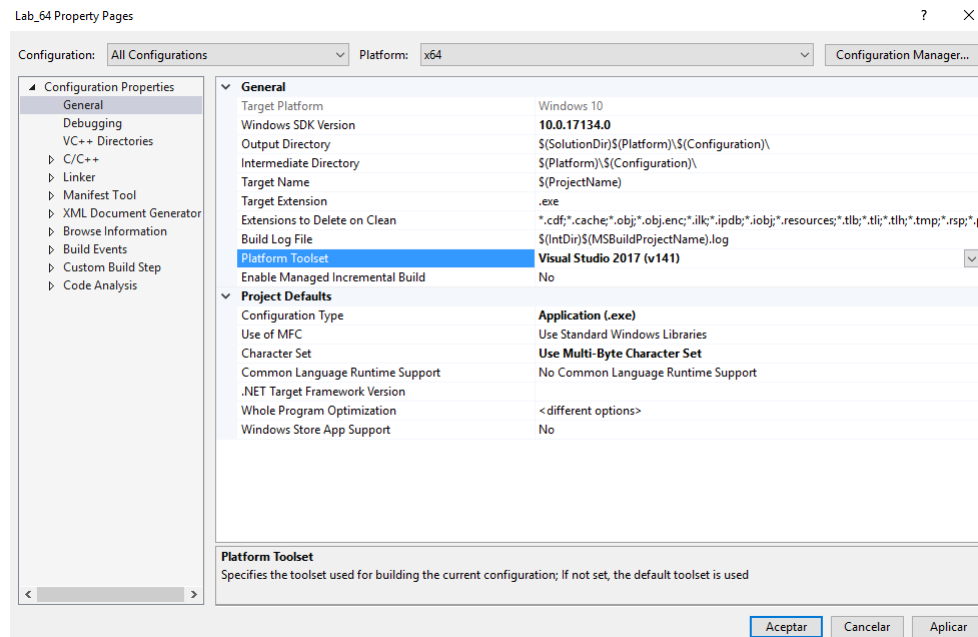 Lab_64 Property Pages ? ×
Configuration: All Configurations Platform: x64 Configuration Manager...
Configuration Properties
General
Debugging
VC++ Directories
C/C++
Linker
Manifest Tool
XML Document Generator
Browse Information
Build Events
Custom Build Step
Code Analysis
General
Target Platform Windows 10
Windows SDK Version 10.0.17134.0
Output Directory $(SolutionDir)$(Platform)\$(Configuration)\
Intermediate Directory $(Platform)\$(Configuration)\
Target Name $(ProjectName)
Target Extension .exe
Extensions to Delete on Clean *.cdf;*.cache;*.obj;*.obj.enc;*.ilk;*.ipdb;*.iobj;*.resources;*.tlb;*.tli;*.tlh;*.tmp;*.rsp;*.
Build Log File $(IntDir)$(MSBuildProjectName).log
Platform Toolset Visual Studio 2017 (v141)
Enable Managed Incremental Build No
Project Defaults
Configuration Type Application (.exe)
Use of MFC Use Standard Windows Libraries
Character Set Use Multi-Byte Character Set
Common Language Runtime Support No Common Language Runtime Support
.NET Target Framework Version
Whole Program Optimization <different options>
Windows Store App Support No
Platform Toolset
Specifies the toolset used for building the current configuration; If not set, the default toolset is used
Aceptar Cancelar Aplicar